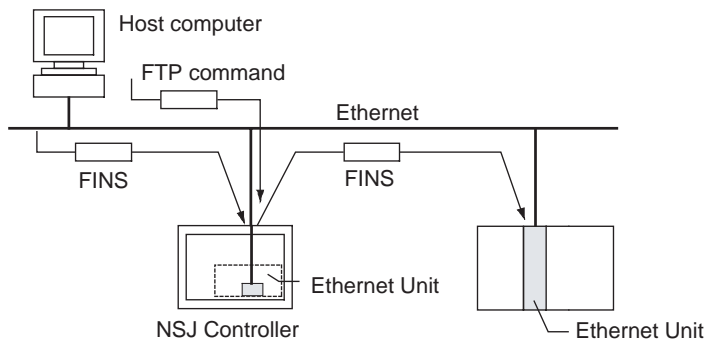 Host computer
FTP command
Ethernet
FINS
FINS
Ethernet Unit
NSJ Controller
Ethernet Unit